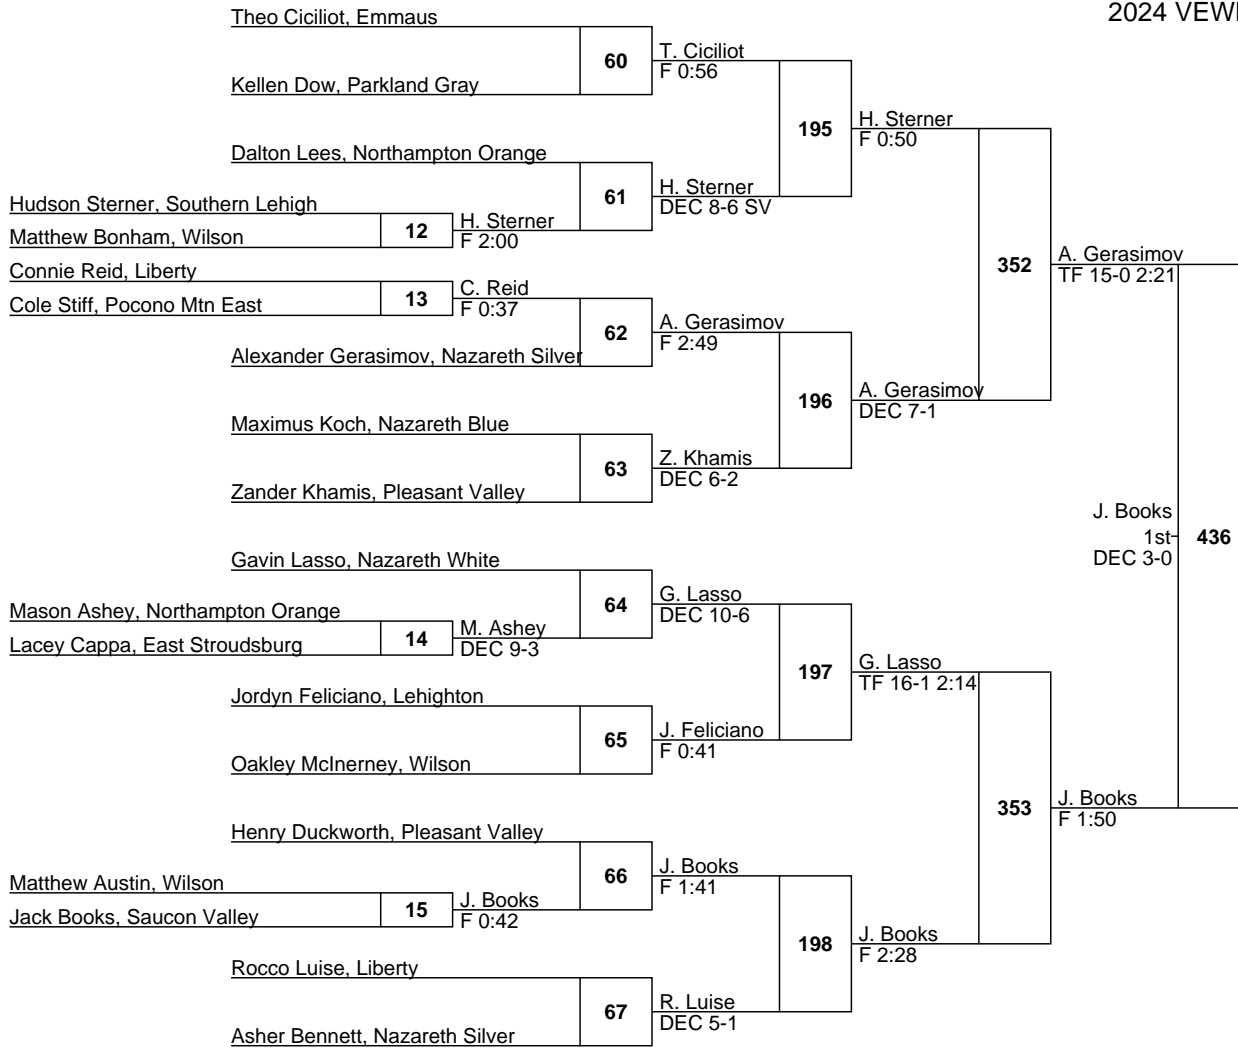 2024 VEW
Theo Ciciliot, Emmaus
60
T. Ciciliot
F 0:56
Kellen Dow, Parkland Gray
195
H. Sterner
F 0:50
Dalton Lees, Northampton Orange
61
H. Sterner
DEC 8-6 SV
Hudson Sterner, Southern Lehigh
12
H. Sterner
F 2:00
Matthew Bonham, Wilson
352
A. Gerasimov
TF 15-0 2:21
Connie Reid, Liberty
13
C. Reid
F 0:37
Cole Stiff, Pocono Mtn East
62
A. Gerasimov
F 2:49
Alexander Gerasimov, Nazareth Silver
196
A. Gerasimov
DEC 7-1
Maximus Koch, Nazareth Blue
63
Z. Khamis
DEC 6-2
Zander Khamis, Pleasant Valley
J. Books
1st
DEC 3-0
436
Gavin Lasso, Nazareth White
64
G. Lasso
DEC 10-6
Mason Ashey, Northampton Orange
14
M. Ashey
DEC 9-3
Lacey Cappa, East Stroudsburg
197
G. Lasso
TF 16-1 2:14
Jordyn Feliciano, Lehighton
65
J. Feliciano
F 0:41
Oakley McInerney, Wilson
353
J. Books
F 1:50
Henry Duckworth, Pleasant Valley
66
J. Books
F 1:41
Matthew Austin, Wilson
15
J. Books
F 0:42
Jack Books, Saucon Valley
198
J. Books
F 2:28
Rocco Luise, Liberty
67
R. Luise
DEC 5-1
Asher Bennett, Nazareth Silver